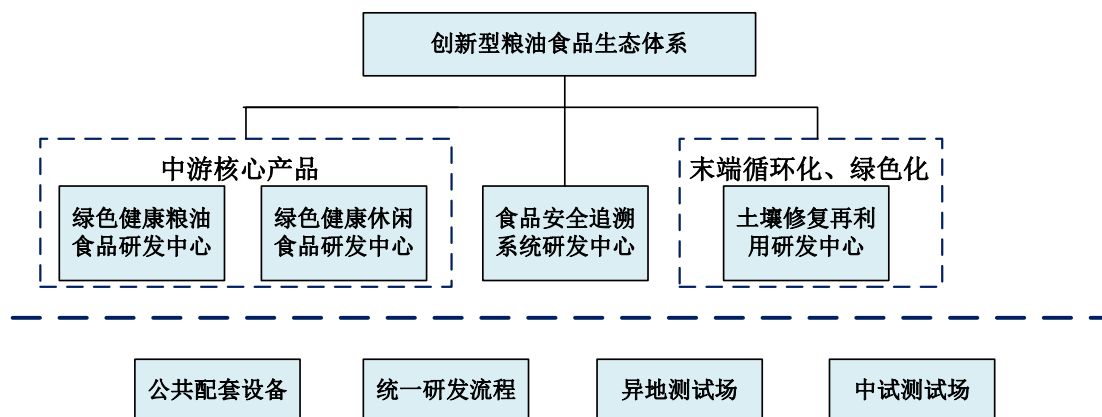 创新型粮油食品生态体系
中游核心产品
末端循环化、绿色化
绿色健康粮油
食品研发中心
绿色健康休闲
食品研发中心
食品安全追溯
系统研发中心
土壤修复再利
用研发中心
公共配套设备
统一研发流程
异地测试场
中试测试场